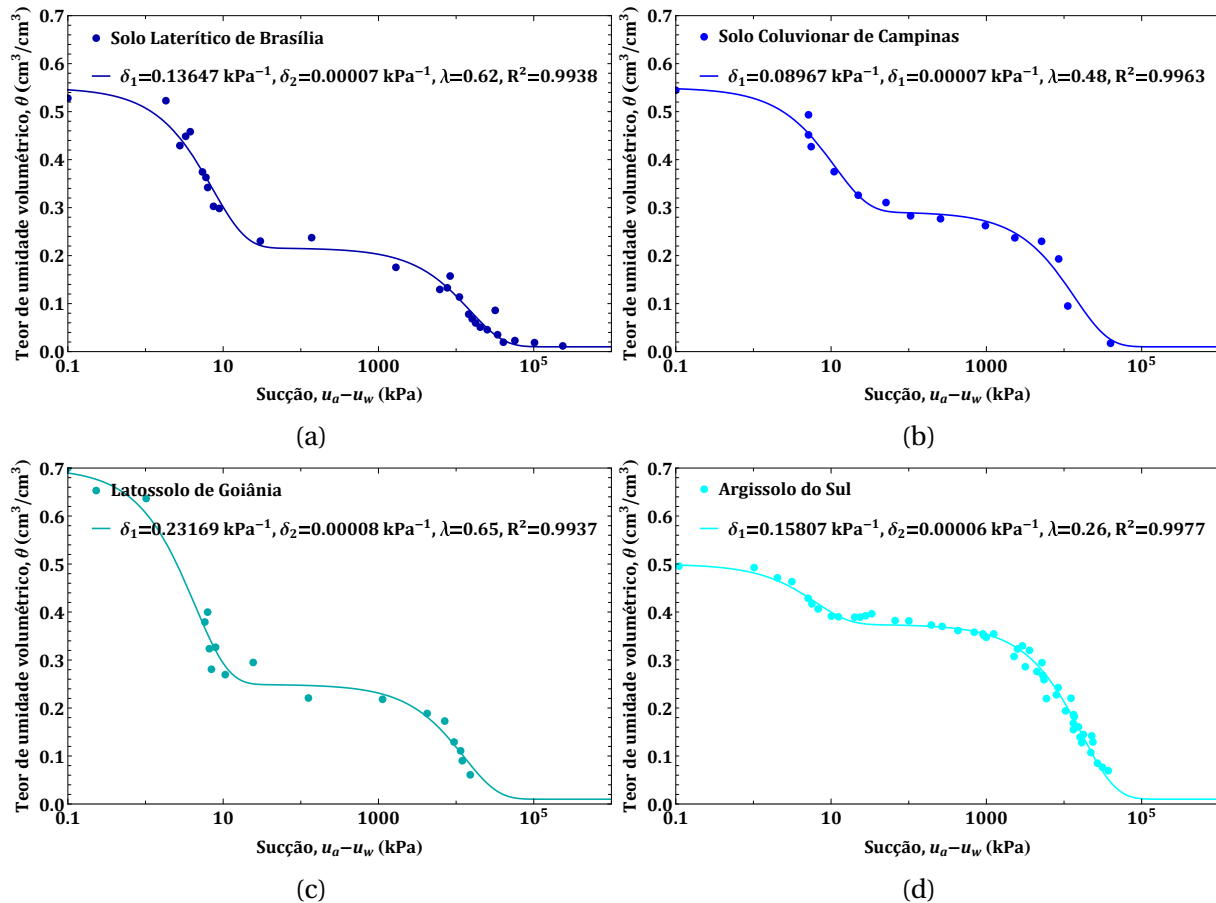 0.7
0.6
0.5
0.4
0.3
0.2
0.1
0.0
Teor de umidade volumétrico, θ (cm³/cm³)
Solo Laterítico de Brasília
δ₁=0.13647 kPa⁻¹, δ₂=0.00007 kPa⁻¹, λ=0.62, R²=0.9938
0.1 10 1000 10⁵
Sucção, uₐ−u_w (kPa)
(a)
0.7
0.6
0.5
0.4
0.3
0.2
0.1
0.0
Teor de umidade volumétrico, θ (cm³/cm³)
Solo Coluvionar de Campinas
δ₁=0.08967 kPa⁻¹, δ₁=0.00007 kPa⁻¹, λ=0.48, R²=0.9963
0.1 10 1000 10⁵
Sucção, uₐ−u_w (kPa)
(b)
0.7
0.6
0.5
0.4
0.3
0.2
0.1
0.0
Teor de umidade volumétrico, θ (cm³/cm³)
Latossolo de Goiânia
δ₁=0.23169 kPa⁻¹, δ₂=0.00008 kPa⁻¹, λ=0.65, R²=0.9937
0.1 10 1000 10⁵
Sucção, uₐ−u_w (kPa)
(c)
0.7
0.6
0.5
0.4
0.3
0.2
0.1
0.0
Teor de umidade volumétrico, θ (cm³/cm³)
Argissolo do Sul
δ₁=0.15807 kPa⁻¹, δ₂=0.00006 kPa⁻¹, λ=0.26, R²=0.9977
0.1 10 1000 10⁵
Sucção, uₐ−u_w (kPa)
(d)